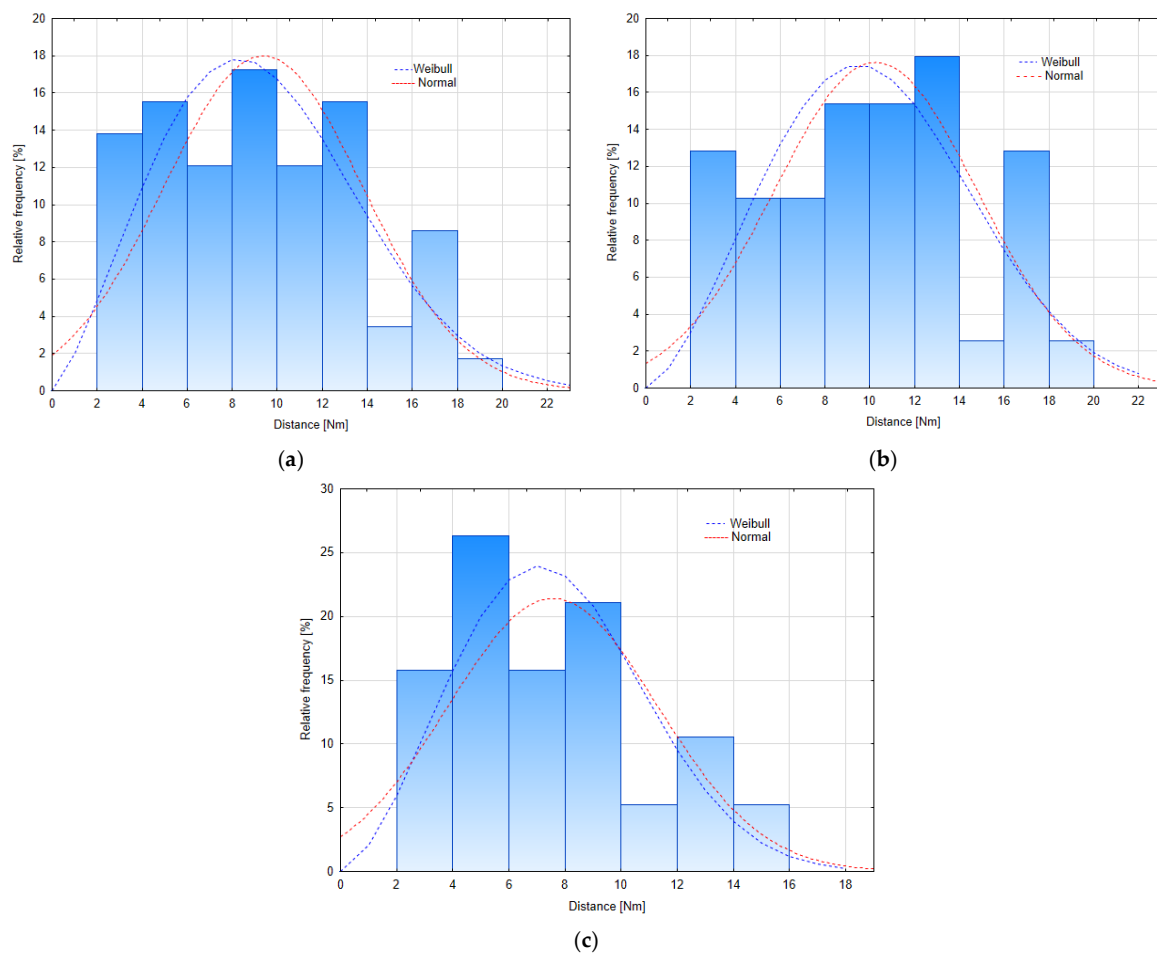 20
18
16
14
12
10
8
6
4
2
0
Relative frequency [%]
Weibull
Normal
0 2 4 6 8 10 12 14 16 18 20 22
Distance [Nm]
(a)
20
18
16
14
12
10
8
6
4
2
0
Relative frequency [%]
Weibull
Normal
0 2 4 6 8 10 12 14 16 18 20 22
Distance [Nm]
(b)
30
25
20
15
10
5
0
Relative frequency [%]
Weibull
Normal
0 2 4 6 8 10 12 14 16 18
Distance [Nm]
(c)